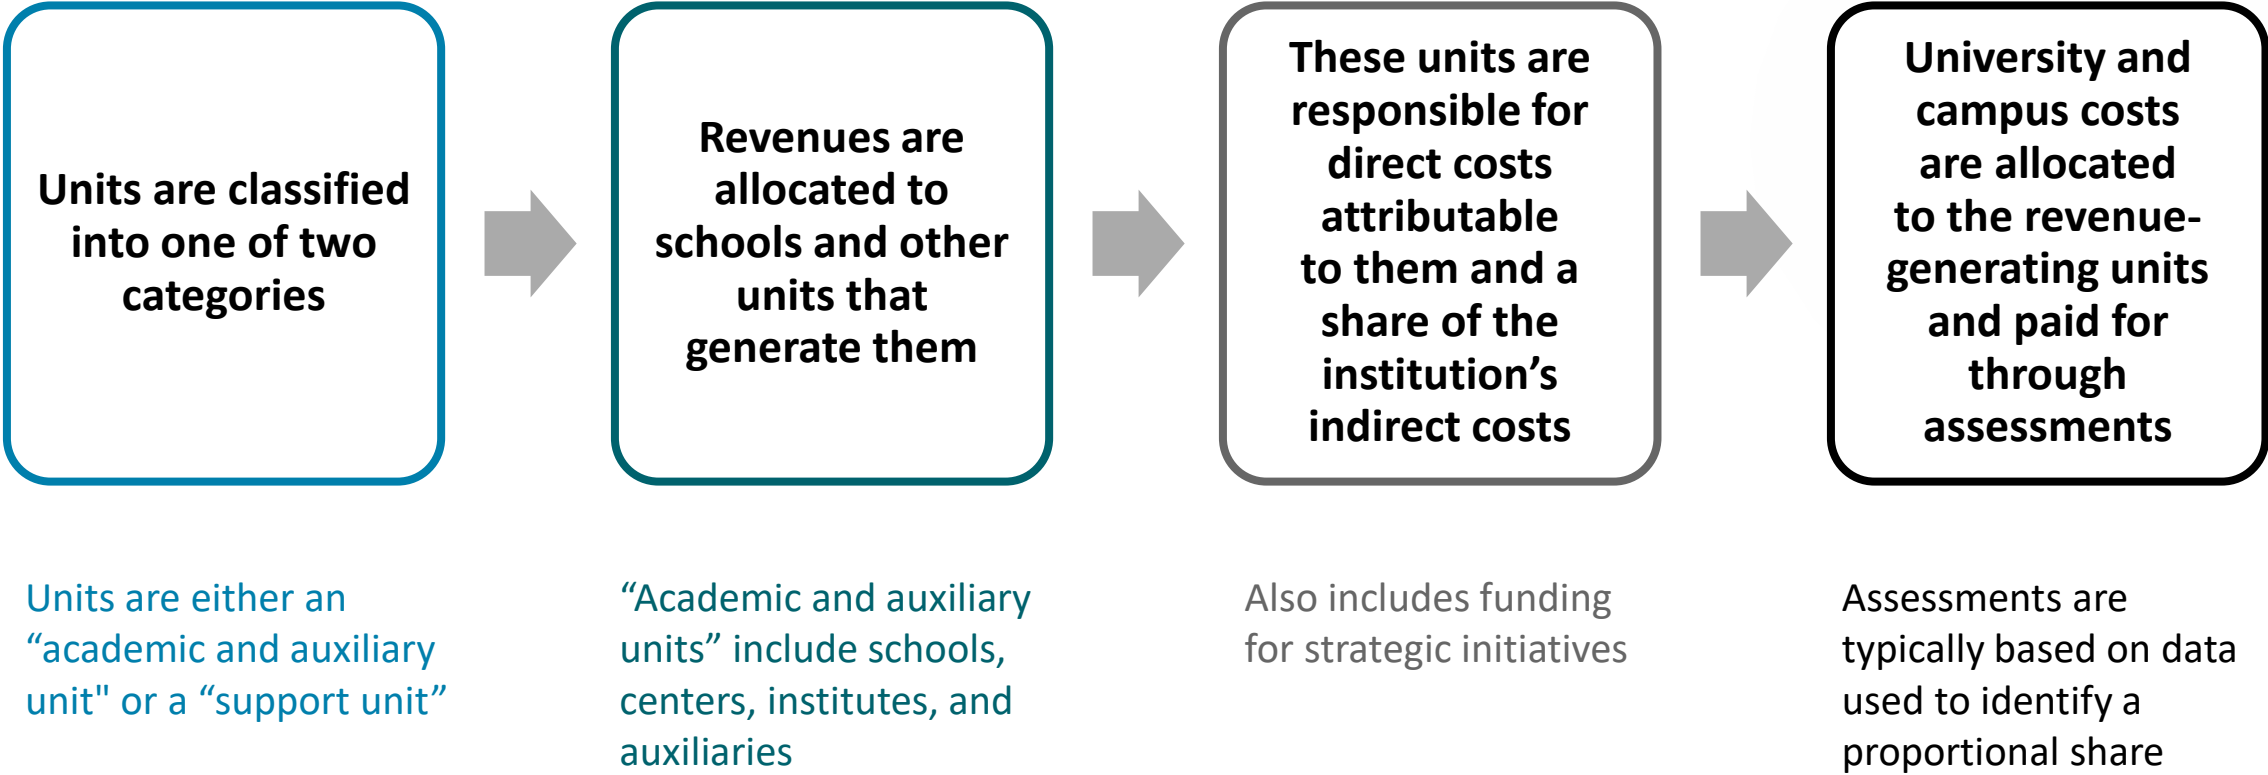 Units are classified
into one of two
categories
Revenues are
allocated to
schools and other
units that
generate them
These units are
responsible for
direct costs
attributable
to them and a
share of the
institution’s
indirect costs
University and
campus costs
are allocated
to the revenue-
generating units
and paid for
through
assessments
Units are either an
“academic and auxiliary
unit" or a “support unit”
“Academic and auxiliary
units” include schools,
centers, institutes, and
auxiliaries
Also includes funding
for strategic initiatives
Assessments are
typically based on data
used to identify a
proportional share